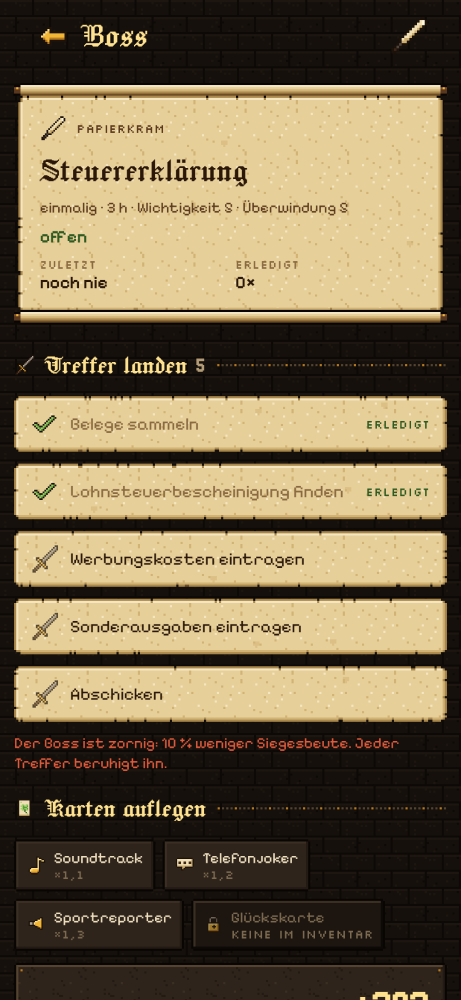 Boss
PAPIERKRAM
Steuererklärung
einmalig · 3 h · Wichtigkeit 8 · Überwindung 8
offen
ZULETZT
ERLEDIGT
noch nie
0×
Treffer landen 5
Belege sammeln
ERLEDIGT
Lohnsteuerbescheinigung finden
ERLEDIGT
Werbungskosten eintragen
Sonderausgaben eintragen
Abschicken
Der Boss ist zornig: 10 % weniger Siegesbeute. Jeder
Treffer beruhigt ihn.
Karten auflegen
Soundtrack
×1,1
Telefonjoker
×1,2
Sportreporter
×1,3
Glückskarte
KEINE IM INVENTAR